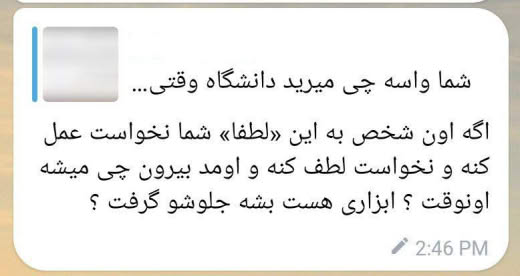 شما واسه چی میرید دانشگاه وقتی...
اگه اون شخص به این «لطفا» شما نخواست عمل
کنه و نخواست لطف کنه و اومد بیرون چی میشه
اونوقت ؟ ابزاری هست بشه جلوشو گرفت ؟
2:46 PM